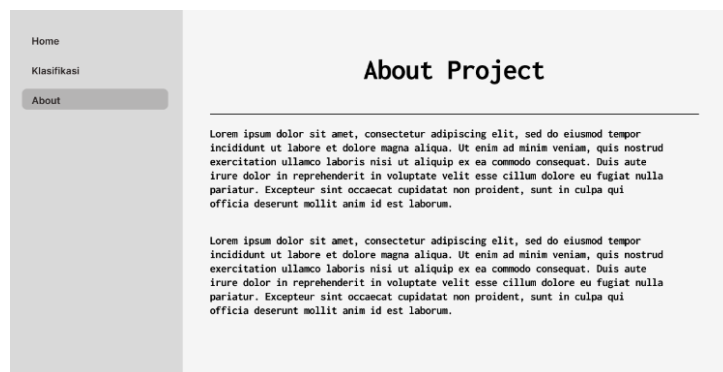 Home
Klasifikasi
About
About Project
Lorem ipsum dolor sit amet, consectetur adipiscing elit, sed do eiusmod tempor
incididunt ut labore et dolore magna aliqua. Ut enim ad minim veniam, quis nostrud
exercitation ullamco laboris nisi ut aliquip ex ea commodo consequat. Duis aute
irure dolor in reprehenderit in voluptate velit esse cillum dolore eu fugiat nulla
pariatur. Excepteur sint occaecat cupidatat non proident, sunt in culpa qui
officia deserunt mollit anim id est laborum.
Lorem ipsum dolor sit amet, consectetur adipiscing elit, sed do eiusmod tempor
incididunt ut labore et dolore magna aliqua. Ut enim ad minim veniam, quis nostrud
exercitation ullamco laboris nisi ut aliquip ex ea commodo consequat. Duis aute
irure dolor in reprehenderit in voluptate velit esse cillum dolore eu fugiat nulla
pariatur. Excepteur sint occaecat cupidatat non proident, sunt in culpa qui
officia deserunt mollit anim id est laborum.